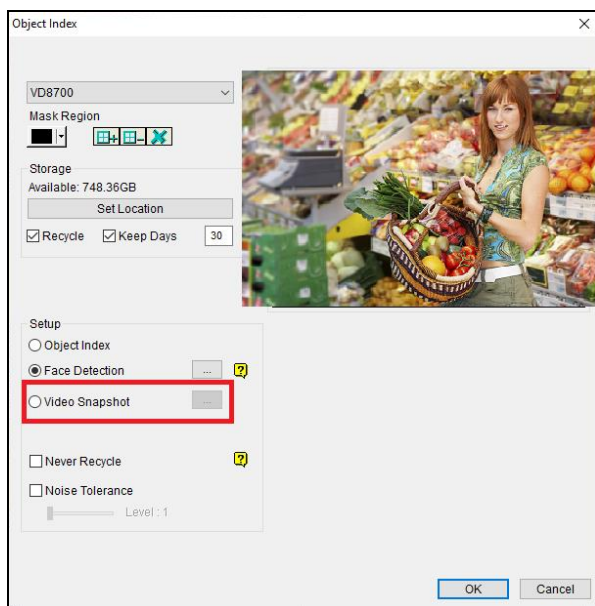 Object Index
VD8700
Mask Region
Storage
Available: 748.36GB
Set Location
Recycle Keep Days 30
Setup
Object Index
Face Detection ... ?
Video Snapshot ...
Never Recycle ?
Noise Tolerance
Level : 1
OK Cancel